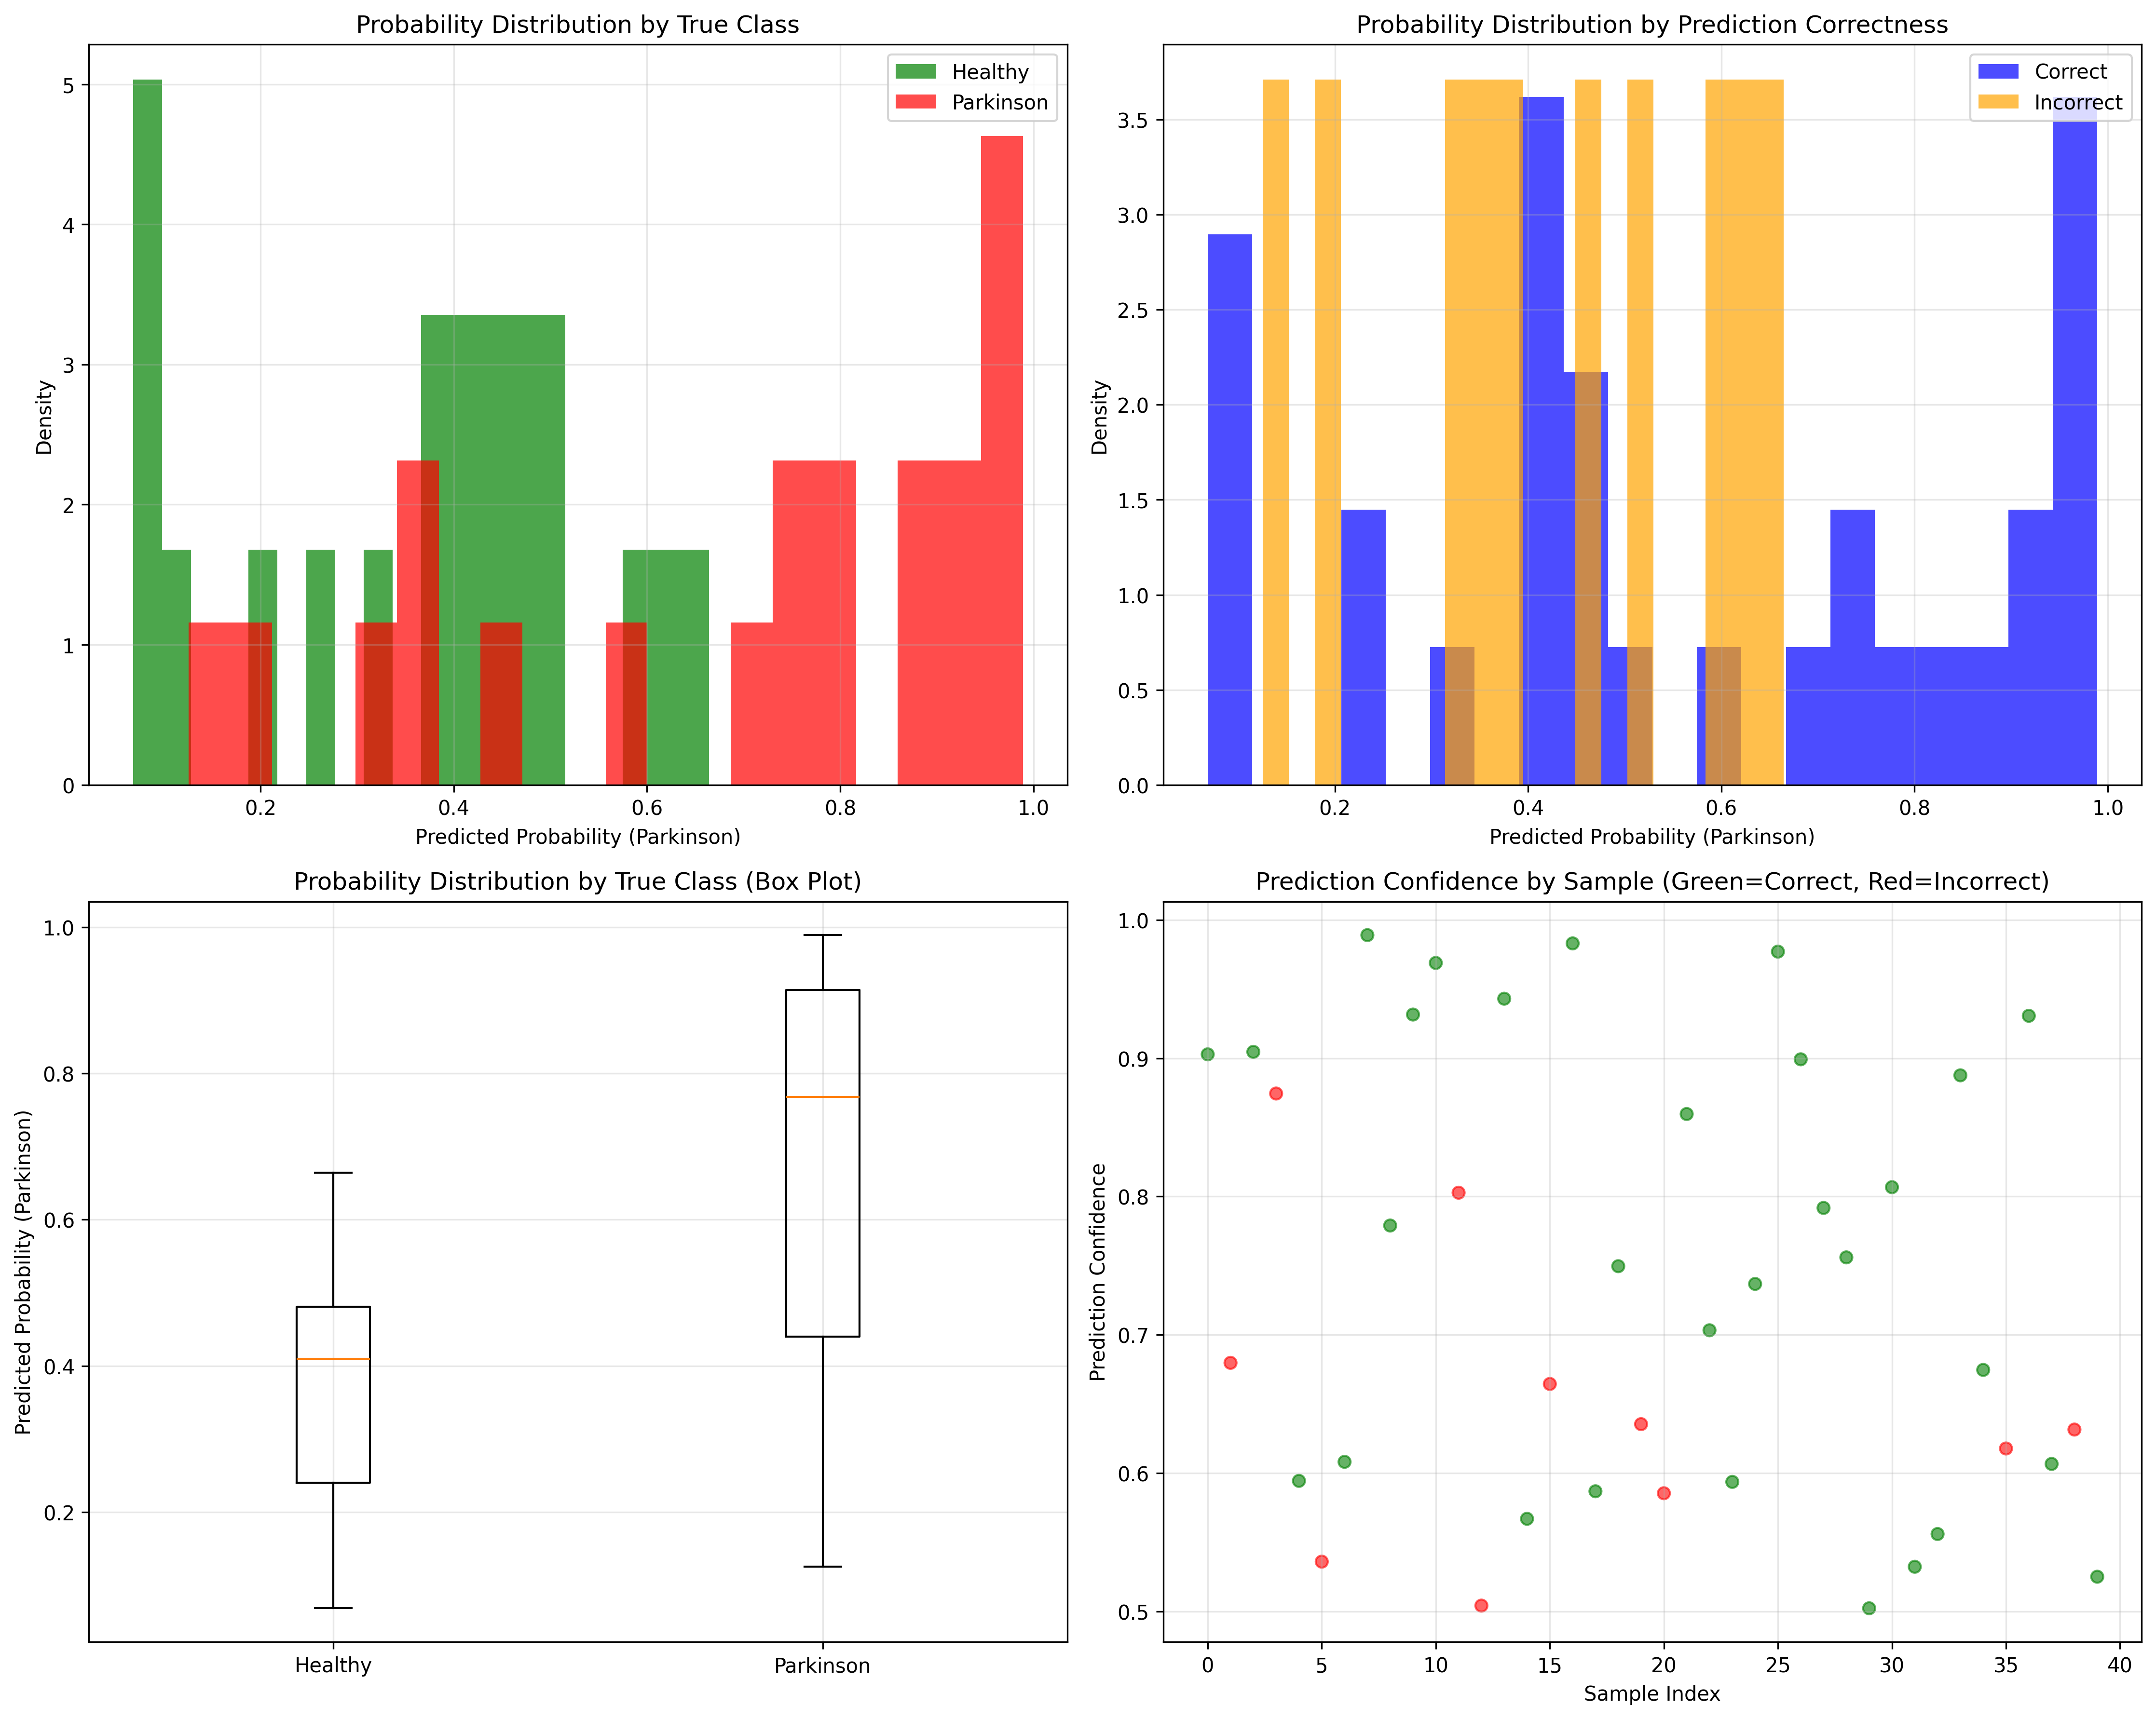 Probability Distribution by True Class
Density
5
4
3
2
1
0
Healthy
Parkinson
0.2 0.4 0.6 0.8 1.0
Predicted Probability (Parkinson)
Probability Distribution by Prediction Correctness
Density
3.5
3.0
2.5
2.0
1.5
1.0
0.5
0.0
Correct
Incorrect
0.2 0.4 0.6 0.8 1.0
Predicted Probability (Parkinson)
Probability Distribution by True Class (Box Plot)
Predicted Probability (Parkinson)
1.0
0.8
0.6
0.4
0.2
Healthy Parkinson
Prediction Confidence by Sample (Green=Correct, Red=Incorrect)
Prediction Confidence
1.0
0.9
0.8
0.7
0.6
0.5
0 5 10 15 20 25 30 35 40
Sample Index